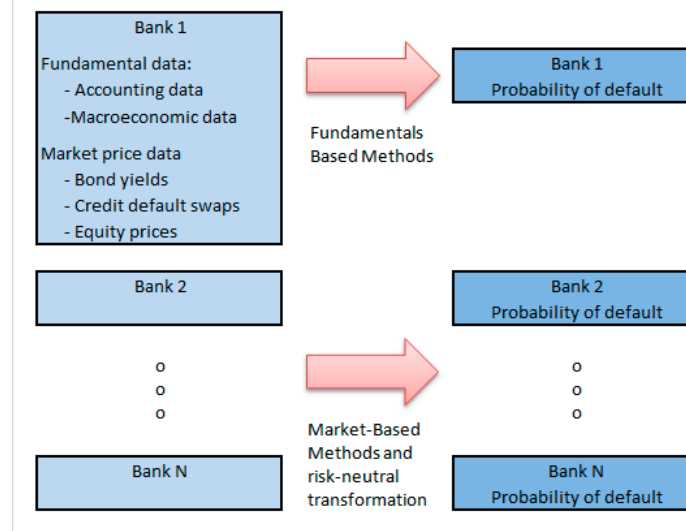 Bank 1
Fundamental data:
- Accounting data
-Macroeconomic data
Market price data
- Bond yields
- Credit default swaps
- Equity prices
Fundamentals
Based Methods
Bank 1
Probability of default
Bank 2
Bank 2
Probability of default
o
o
o
o
o
o
Market-Based
Methods and
risk-neutral
transformation
Bank N
Bank N
Probability of default